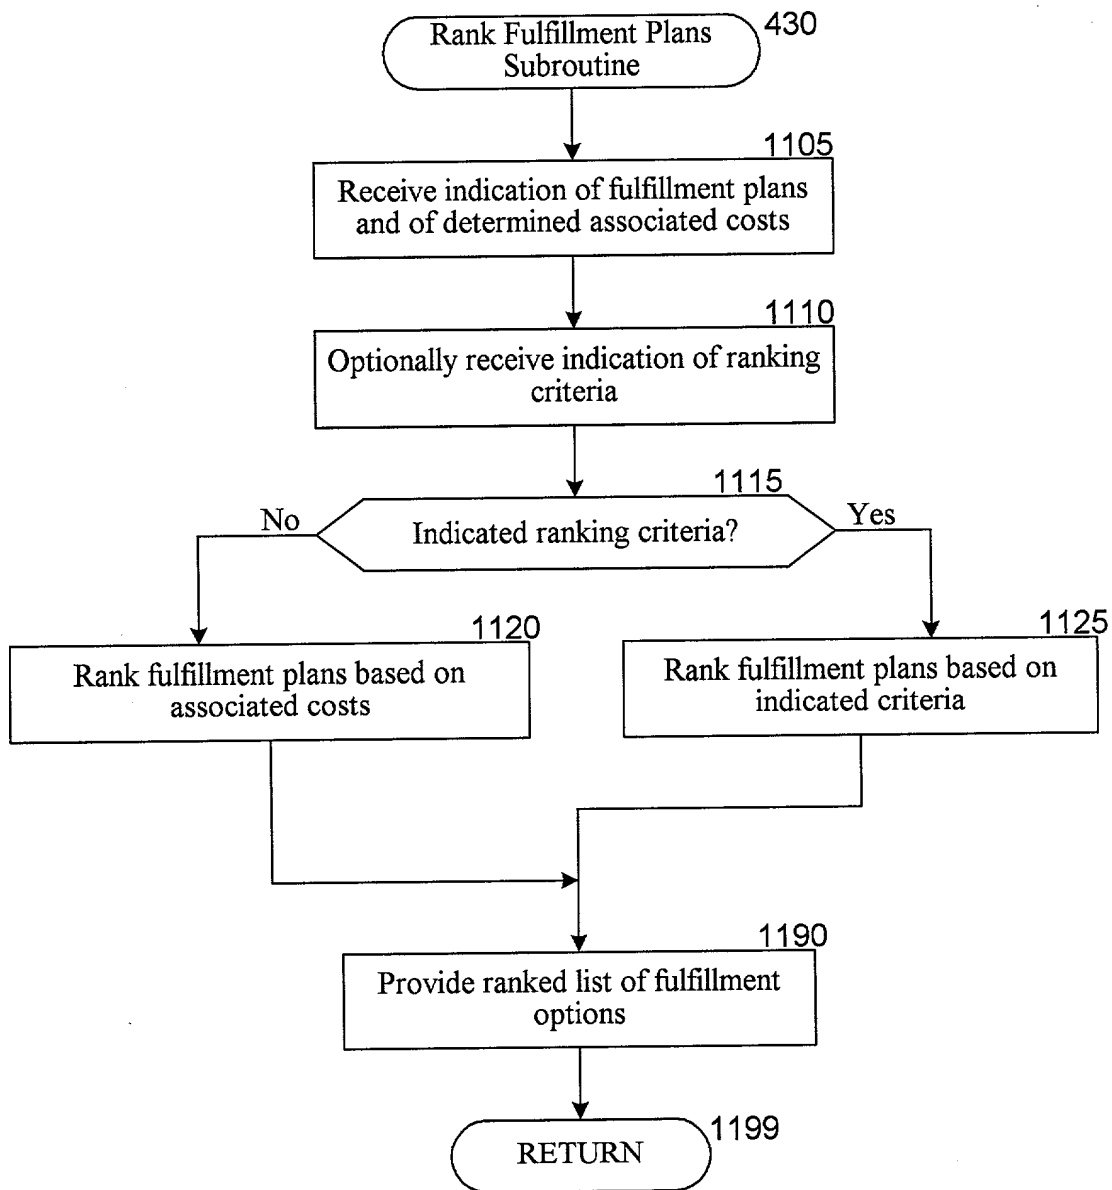 Rank Fulfillment Plans
Subroutine
430
1105
Receive indication of fulfillment plans
and of determined associated costs
1110
Optionally receive indication of ranking
criteria
1115
No
Indicated ranking criteria?
Yes
1120
Rank fulfillment plans based on
associated costs
1125
Rank fulfillment plans based on
indicated criteria
1190
Provide ranked list of fulfillment
options
RETURN
1199